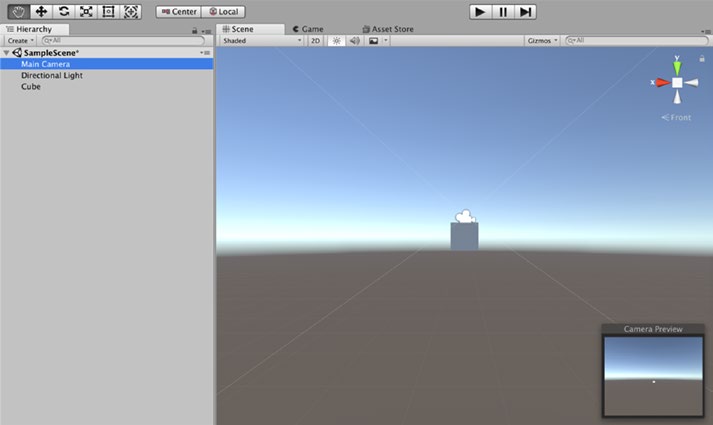 Center Local
Hierarchy
Create All
SampleScene*
Main Camera
Directional Light
Cube
Scene Game Asset Store
Shaded 2D Gizmos All
Y
X
Front
Camera Preview